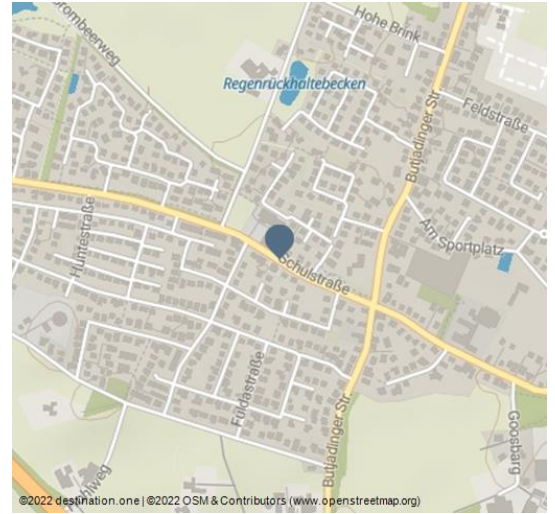 Hohe Brink
Brombeerweg
Regenrückhaltebecken
Butjadinger Str.
Feldstraße
Huntestraße
Am Sportplatz
Schulstraße
Fuldastraße
Butjadinger Str.
Goosbarg
©2022 destination.one | ©2022 OSM & Contributors (www.openstreetmap.org)